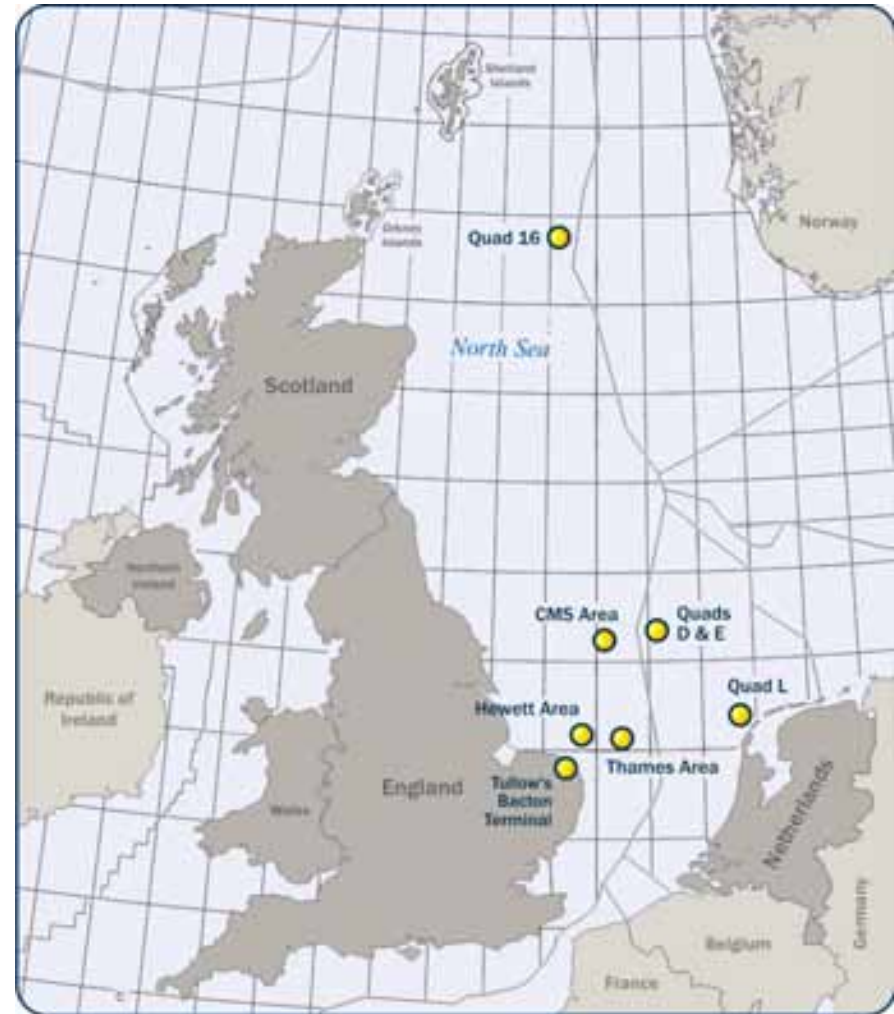 Shetland
Islands
Orkney
Islands
Norway
Quad 16
North Sea
Scotland
Northern
Ireland
CMS Area
Quads
D & E
Republic of
Ireland
Quad L
Hewett Area
Thames Area
England
Tullow's
Bacton
Terminal
Wales
Netherlands
Germany
Belgium
France